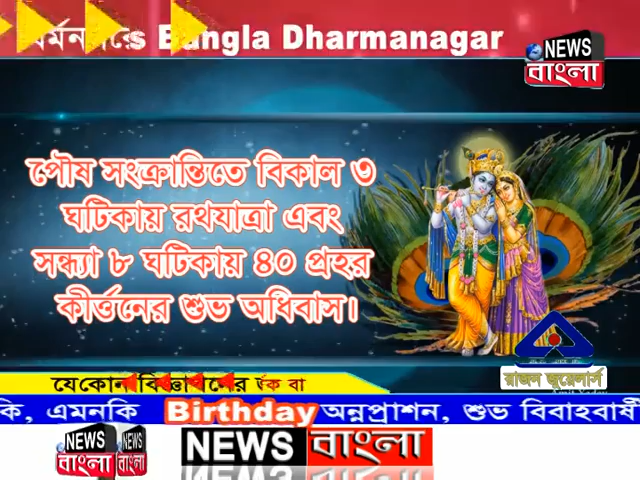 Bangla Dharmanagar
NEWS
বাংলা
পৌষ সংক্রান্তিতে বিকাল ৩
ঘটিকায় রথযাত্রা এবং
সন্ধ্যা ৮ ঘটিকায় ৪০ প্রহর
কীর্ত্তনের শুভ অধিবাস।
রাজন জুয়েলার্স
যেকোন বিজ্ঞাপনের
কি, এমনকি Birthday অন্নপ্রাশন, শুভ বিবাহবার্ষী
NEWS
বাংলা
NEWS বাংলা